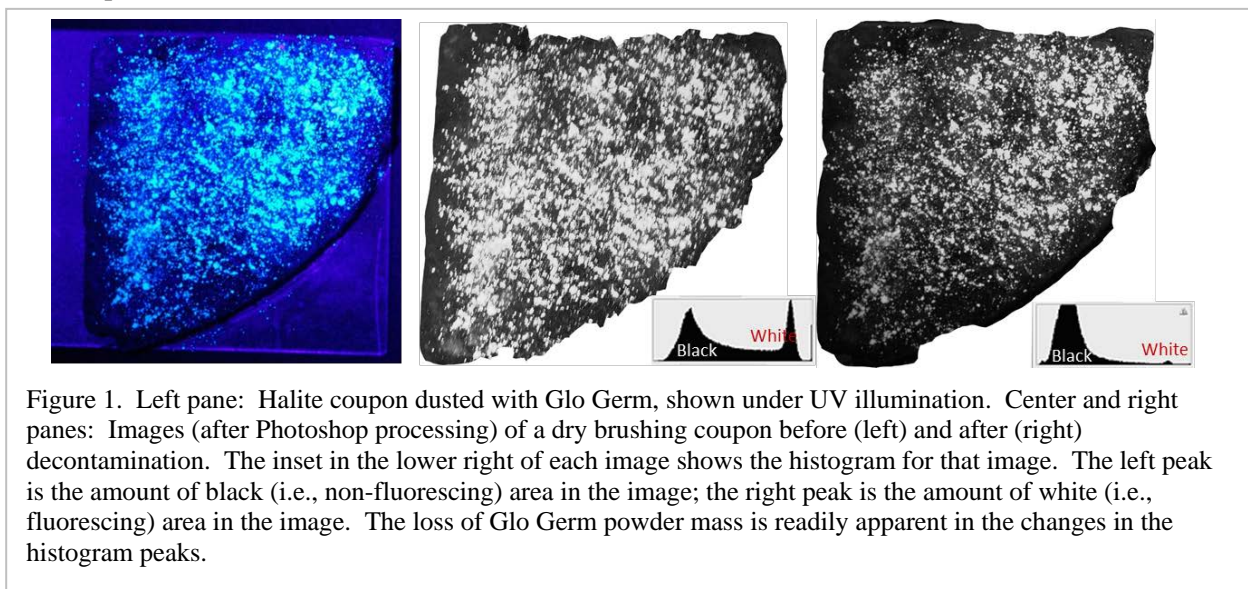 Black
White
Black
White
Figure 1. Left pane: Halite coupon dusted with Glo Germ, shown under UV illumination. Center and right
panes: Images (after Photoshop processing) of a dry brushing coupon before (left) and after (right)
decontamination. The inset in the lower right of each image shows the histogram for that image. The left peak
is the amount of black (i.e., non-fluorescing) area in the image; the right peak is the amount of white (i.e.,
fluorescing) area in the image. The loss of Glo Germ powder mass is readily apparent in the changes in the
histogram peaks.